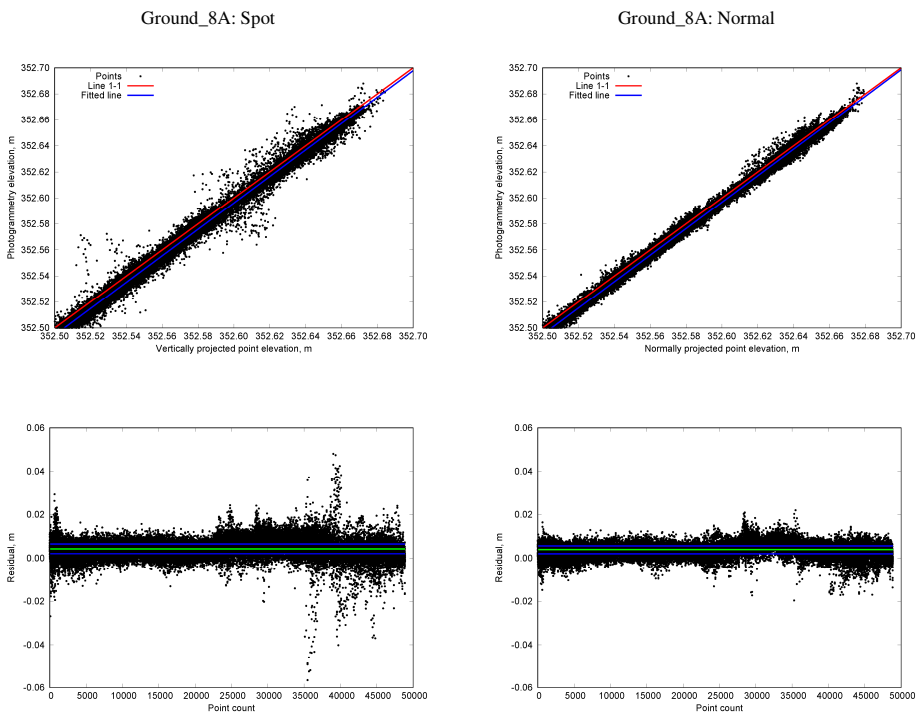 Ground_8A: Spot
Ground_8A: Normal
352.70
352.68
352.66
352.64
352.62
352.60
352.58
352.56
352.54
352.52
352.50
Photogrammetry elevation, m
Points
Line 1-1
Fitted line
352.50 352.52 352.54 352.56 352.58 352.60 352.62 352.64 352.66 352.68 352.70
Vertically projected point elevation, m
352.70
352.68
352.66
352.64
352.62
352.60
352.58
352.56
352.54
352.52
352.50
Photogrammetry elevation, m
Points
Line 1-1
Fitted line
352.50 352.52 352.54 352.56 352.58 352.60 352.62 352.64 352.66 352.68 352.70
Normally projected point elevation, m
0.06
0.04
0.02
0.00
-0.02
-0.04
-0.06
Residual, m
0 5000 10000 15000 20000 25000 30000 35000 40000 45000 50000
Point count
0.06
0.04
0.02
0.00
-0.02
-0.04
-0.06
Residual, m
0 5000 10000 15000 20000 25000 30000 35000 40000 45000 50000
Point count